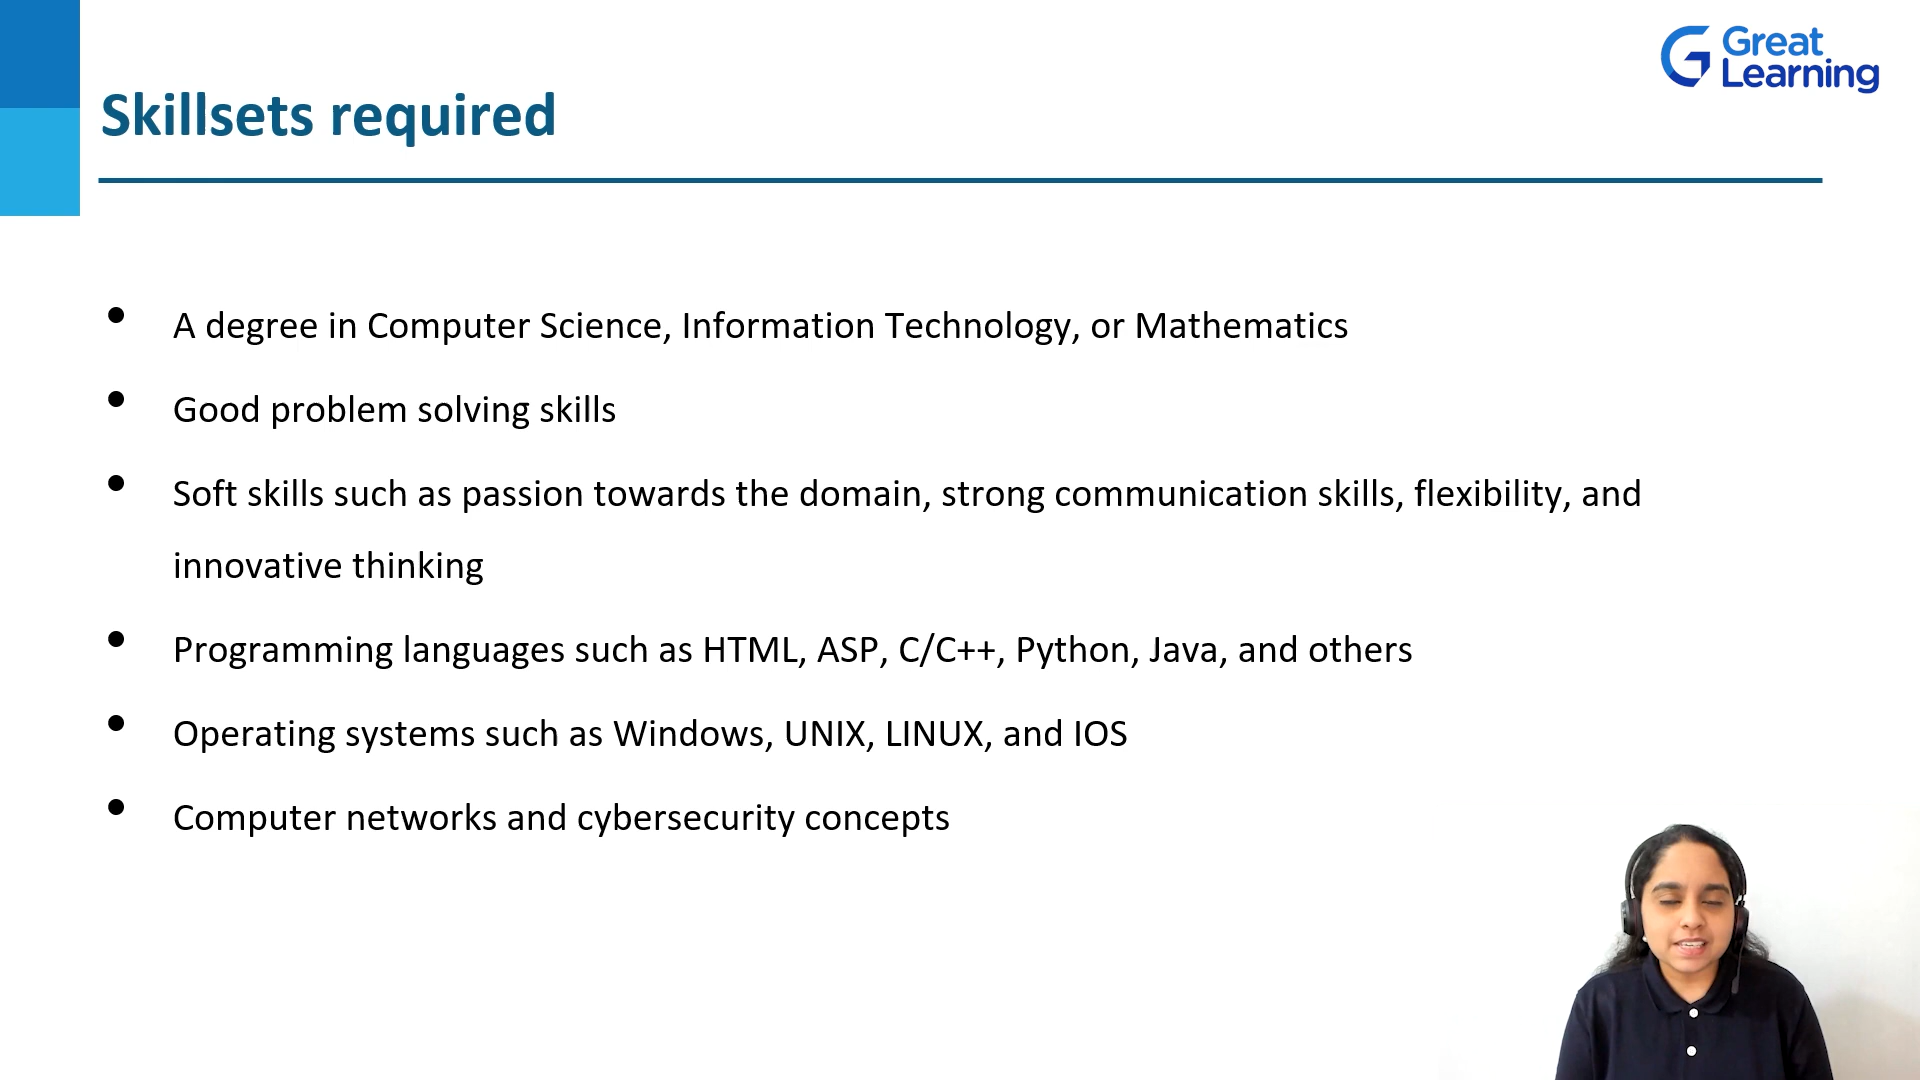 Great
Learning
Skillsets required
• A degree in Computer Science, Information Technology, or Mathematics
• Good problem solving skills
• Soft skills such as passion towards the domain, strong communication skills, flexibility, and
innovative thinking
• Programming languages such as HTML, ASP, C/C++, Python, Java, and others
• Operating systems such as Windows, UNIX, LINUX, and IOS
• Computer networks and cybersecurity concepts